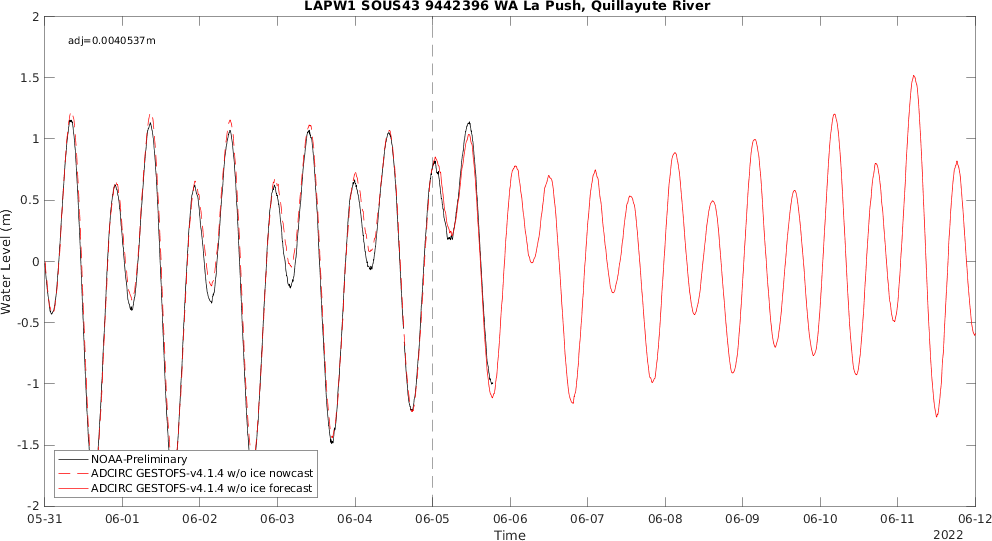 LAPW1 SOUS43 9442396 WA La Push, Quillayute River
2
adj=0.0040537m
1.5
1
0.5
0
-0.5
-1
-1.5
-2
Water Level (m)
NOAA-Preliminary
ADCIRC GESTOFS-v4.1.4 w/o ice nowcast
ADCIRC GESTOFS-v4.1.4 w/o ice forecast
05-31 06-01 06-02 06-03 06-04 06-05 06-06 06-07 06-08 06-09 06-10 06-11 06-12
Time
2022